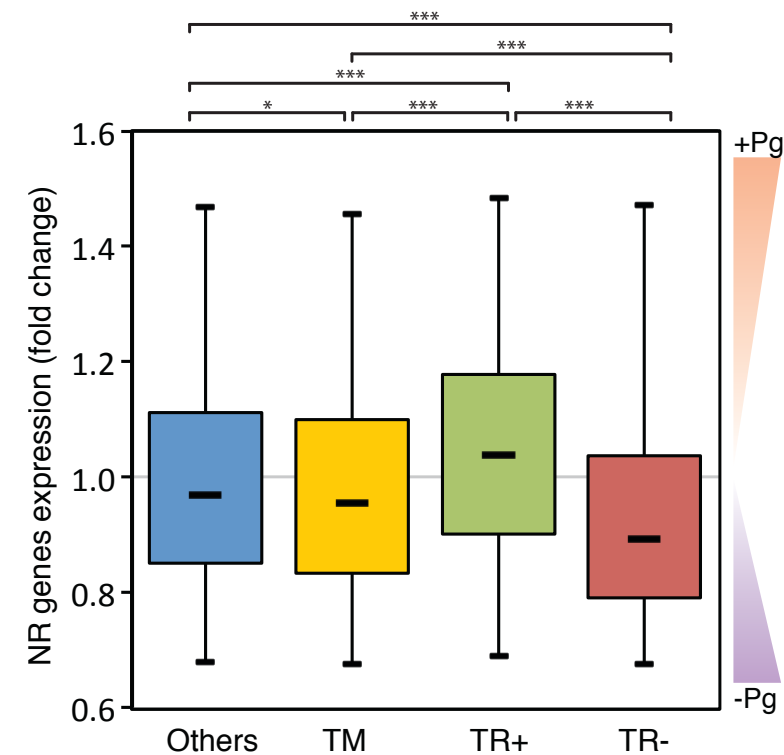 ***
***
***
* *** ***
1.6
1.4
1.2
1.0
0.8
0.6
NR genes expression (fold change)
+Pg
-Pg
Others TM TR+ TR-